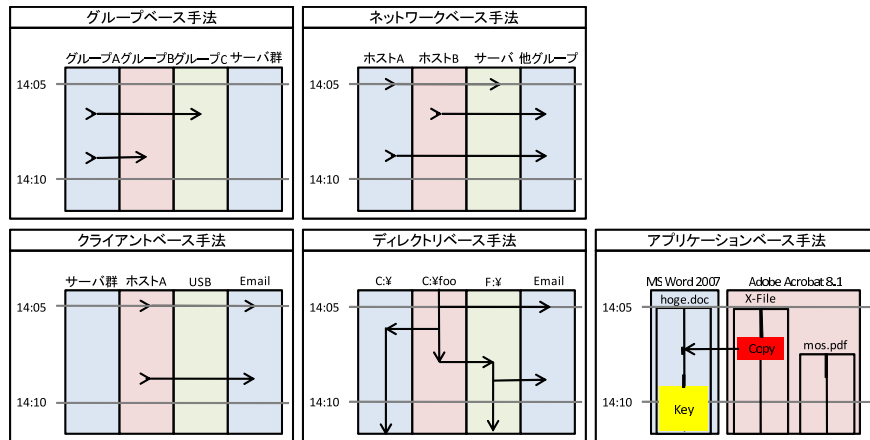 グループベース手法
グループA グループB グループC サーバ群
14:05
14:10
ネットワークベース手法
ホストA ホストB サーバ 他グループ
14:05
14:10
クライアントベース手法
サーバ群 ホストA USB Email
14:05
14:10
ディレクトリベース手法
C:¥ C:¥foo F:¥ Email
14:05
14:10
アプリケーションベース手法
MS Word 2007 Adobe Acrobat 8.1
hoge.doc X-File
14:05
Copy mos.pdf
14:10
Key